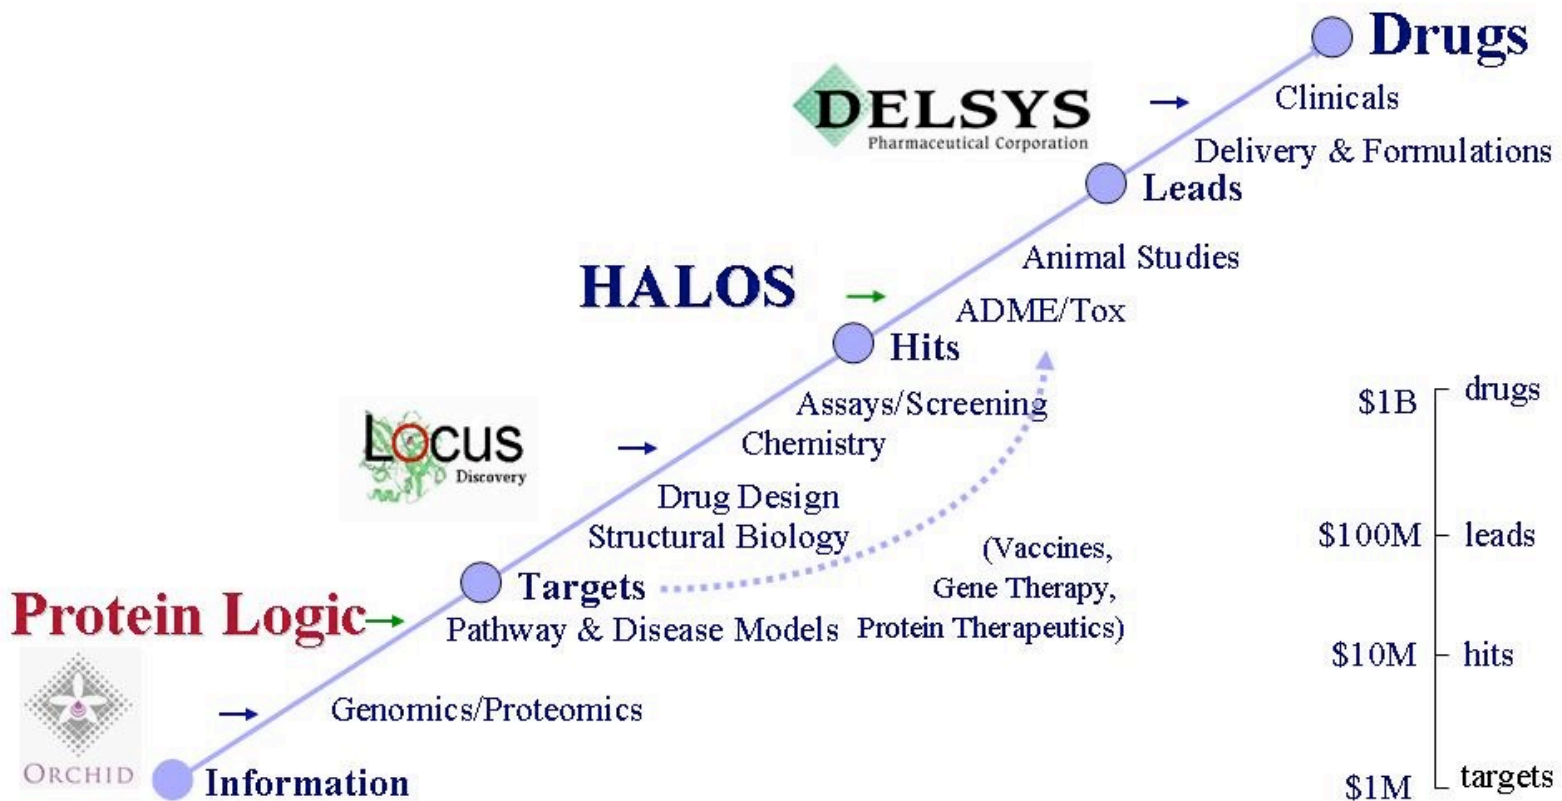 Drugs
Clinicals
DELSYS
Pharmaceutical Corporation
Delivery & Formulations
Leads
Animal Studies
HALOS
ADME/Tox
Hits
Assays/Screening
Chemistry
LOCUS
Discovery
Drug Design
Structural Biology
(Vaccines,
Gene Therapy,
Protein Therapeutics)
Targets
Pathway & Disease Models
Protein Logic
Genomics/Proteomics
ORCHID
Information
$1B drugs
$100M leads
$10M hits
$1M targets